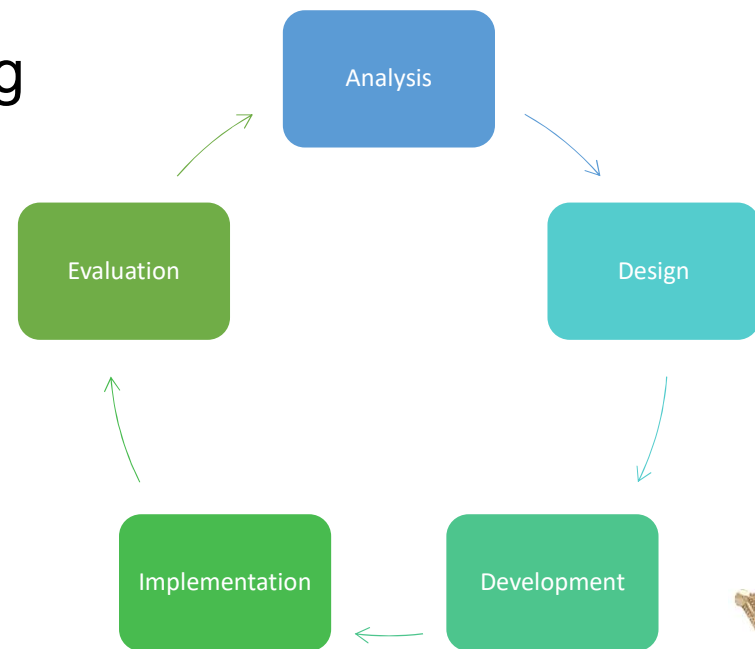 g
Analysis
Evaluation
Design
Implementation
Development